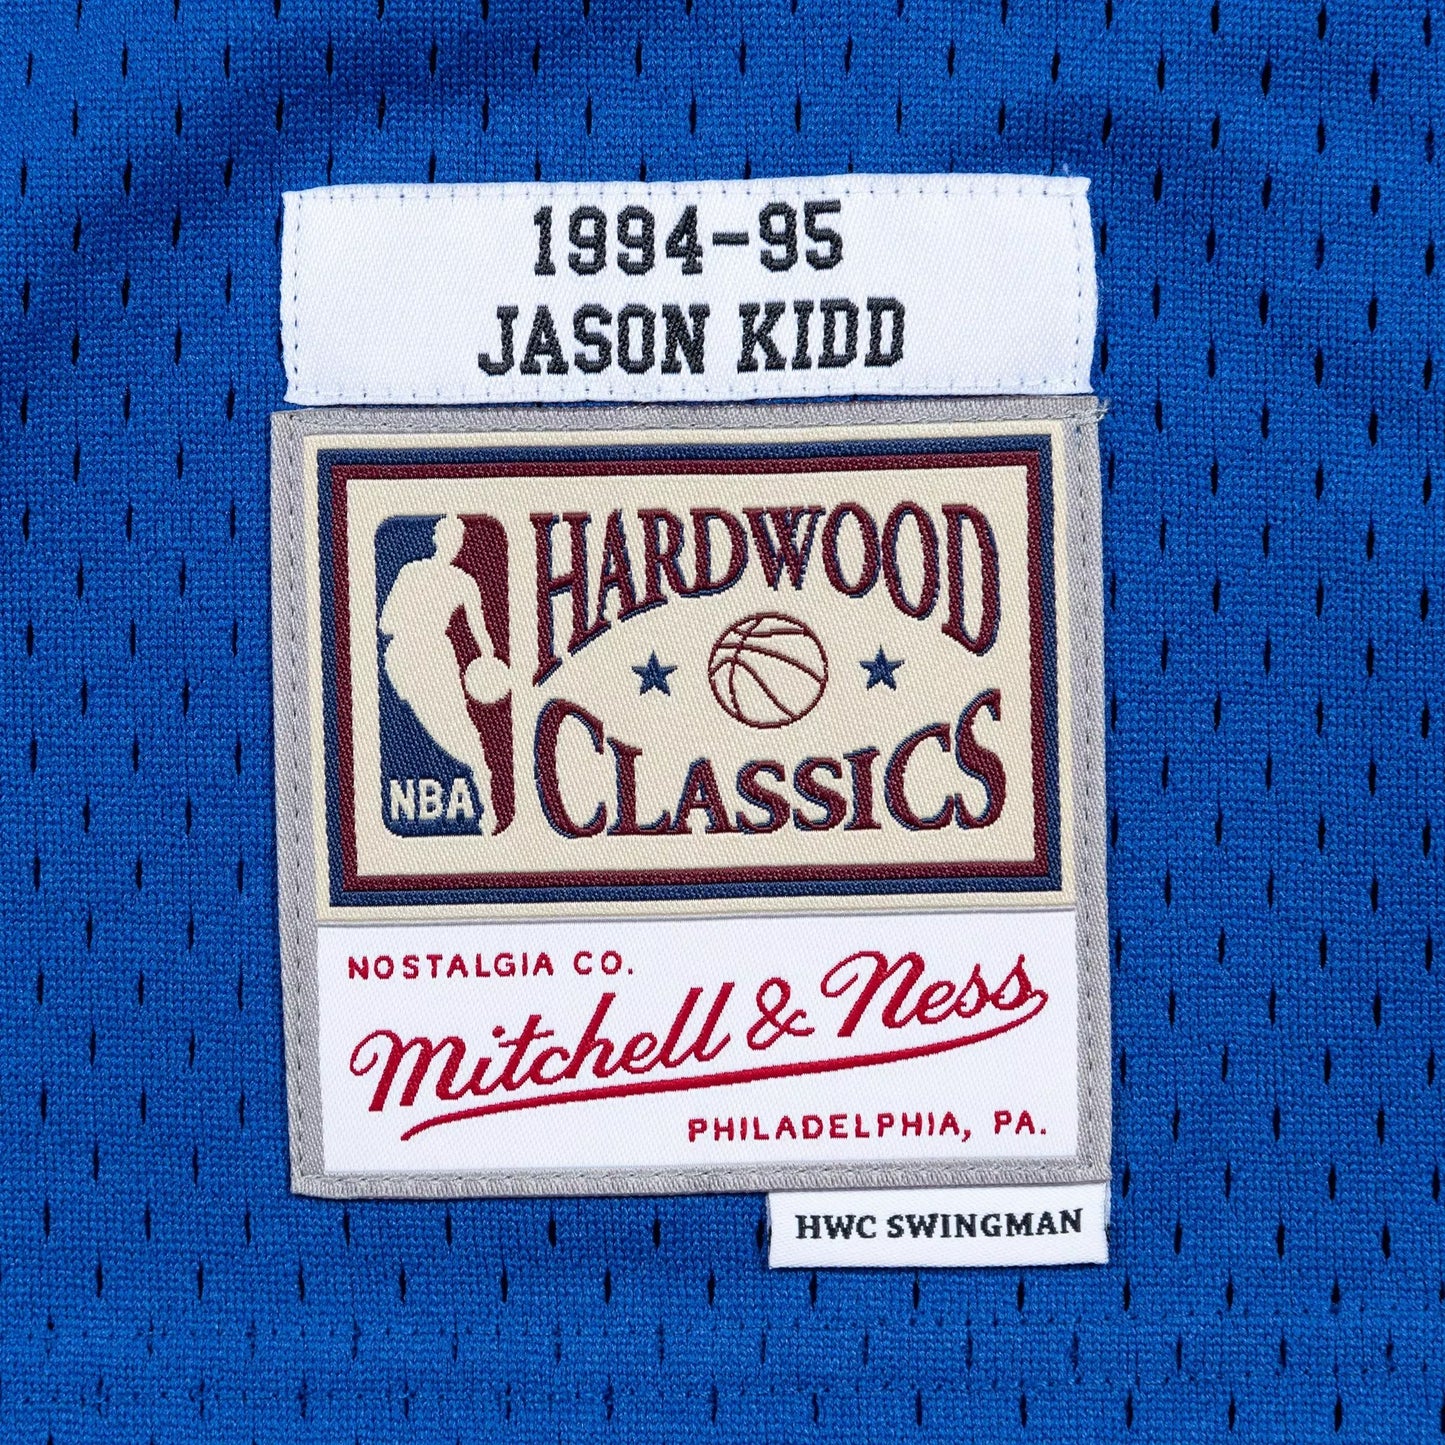 1994-95
JASON KIDD
HARDWOOD
CLASSICS
NBA
NOSTALGIA CO.
Mitchell & Ness
PHILADELPHIA, PA.
HWC SWINGMAN